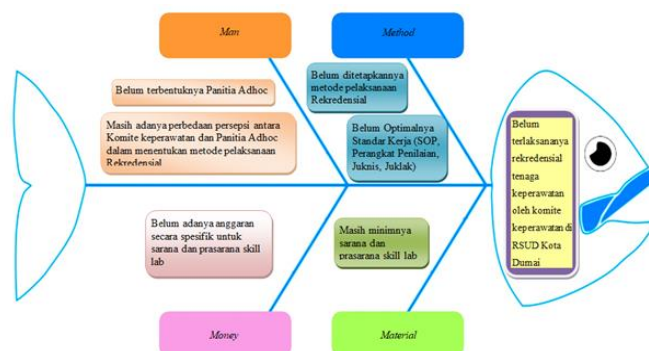 Man
Method
Belum terbentuknya Panitia Adhoc
Masih adanya perbedaan persepsi antara
Komite keperawatan dan Panitia Adhoc
dalam menentukan metode pelaksanaan
Rekredensial
Belum ditetapkannya
metode pelaksanaan
Rekredensial
Belum Optimalnya
Standar Kerja (SOP,
Perangkat Penilaian,
Juknis, Juklak)
Belum adanya anggaran
secara spesifik untuk
sarana dan prasarana skill
lab
Masih minimnya
sarana dan
prasarana skill lab
Money
Material
Belum
terlaksananya
rekredensial
tenaga
keperawatan
oleh komite
keperawatan di
RSUD Kota
Dumai